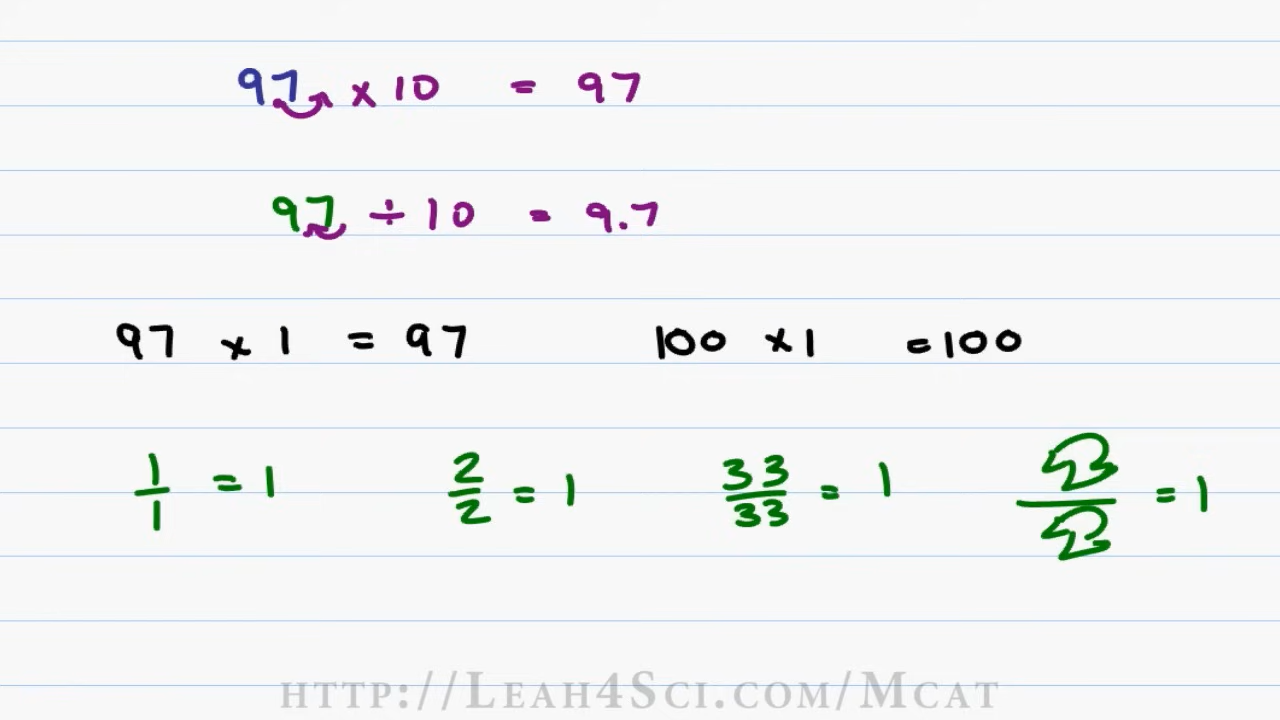 97 × 10 = 97
97 ÷ 10 = 9.7
97 × 1 = 97 100 × 1 = 100
1/1 = 1 2/2 = 1 33/33 = 1 = 1
HTTP://LEAH4SCI.COM/MCAT